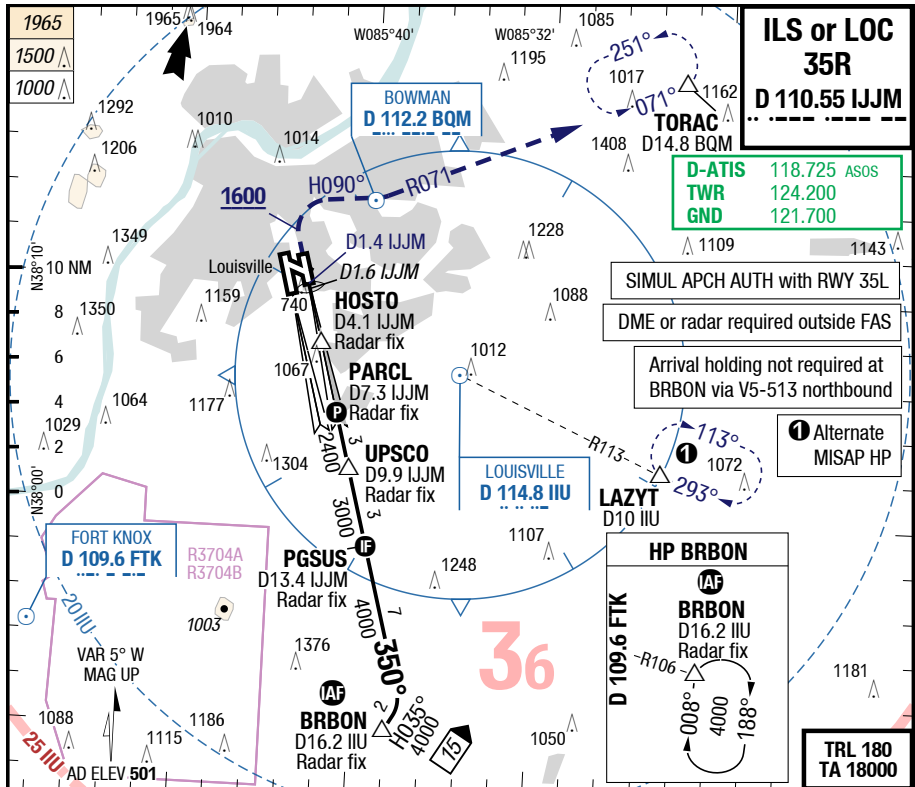 1965
1500
1000
1965
1964
W085°40'
W085°32'
1085
1195
251°
1017
071°
1162
TORAC
D14.8 BQM
ILS or LOC
35R
D 110.55 IJJM
BOWMAN
D 112.2 BQM
1292
1206
1010
1014
1408
D-ATIS 118.725 ASOS
TWR 124.200
GND 121.700
H090°
R071
1600
D1.4 IJJM
1228
1109
1143
1349
N38°10'
10 NM
Louisville
D1.6 IJJM
SIMUL APCH AUTH with RWY 35L
740
HOSTO
D4.1 IJJM
Radar fix
1159
1088
8
1350
DME or radar required outside FAS
6
1067
1012
Arrival holding not required at
BRBON via V5-513 northbound
PARCL
D7.3 IJJM
Radar fix
P
1177
4
1064
1029
2
3
2400
R113
113°
1
1072
293°
1 Alternate
MISAP HP
1304
UPSCO
D9.9 IJJM
Radar fix
LOUISVILLE
D 114.8 IIU
LAZYT
D10 IIU
N38°00'
0
3
3000
FORT KNOX
D 109.6 FTK
R3704A
R3704B
1107
IF
PGSUS
D13.4 IJJM
Radar fix
1248
20 IIU
1003
7
4000
350°
36
HP BRBON
IAF
BRBON
D16.2 IIU
Radar fix
D 109.6 FTK
R106
008°
4000
188°
VAR 5° W
MAG UP
1376
1181
IAF
BRBON
D16.2 IIU
Radar fix
2
H035°
4000
15
1050
1088
1186
1115
25 IIU
AD ELEV 501
TRL 180
TA 18000